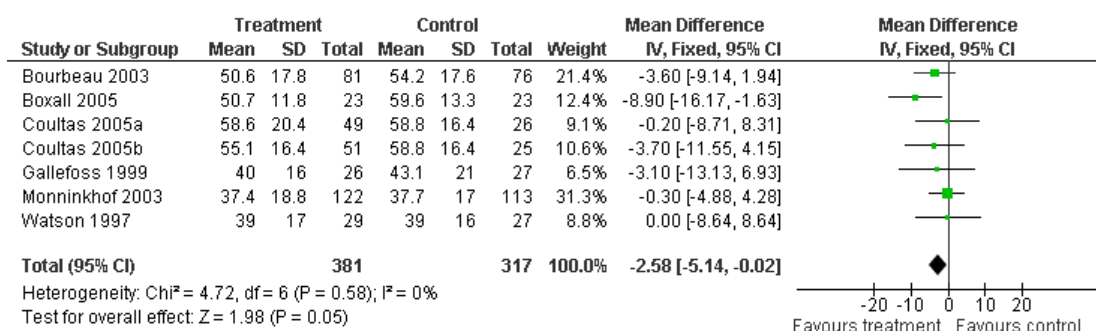 Treatment Control Mean Difference Mean Difference
Study or Subgroup Mean SD Total Mean SD Total Weight IV, Fixed, 95% CI IV, Fixed, 95% CI
Bourbeau 2003 50.6 17.8 81 54.2 17.6 76 21.4% -3.60 [-9.14, 1.94]
Boxall 2005 50.7 11.8 23 59.6 13.3 23 12.4% -8.90 [-16.17, -1.63]
Coultas 2005a 58.6 20.4 49 58.8 16.4 26 9.1% -0.20 [-8.71, 8.31]
Coultas 2005b 55.1 16.4 51 58.8 16.4 25 10.6% -3.70 [-11.55, 4.15]
Gallefoss 1999 40 16 26 43.1 21 27 6.5% -3.10 [-13.13, 6.93]
Monninkhof 2003 37.4 18.8 122 37.7 17 113 31.3% -0.30 [-4.88, 4.28]
Watson 1997 39 17 29 39 16 27 8.8% 0.00 [-8.64, 8.64]
Total (95% CI) 381 317 100.0% -2.58 [-5.14, -0.02]
Heterogeneity: Chi² = 4.72, df = 6 (P = 0.58); I² = 0%
Test for overall effect: Z = 1.98 (P = 0.05)
-20 -10 0 10 20
Favours treatment Favours control